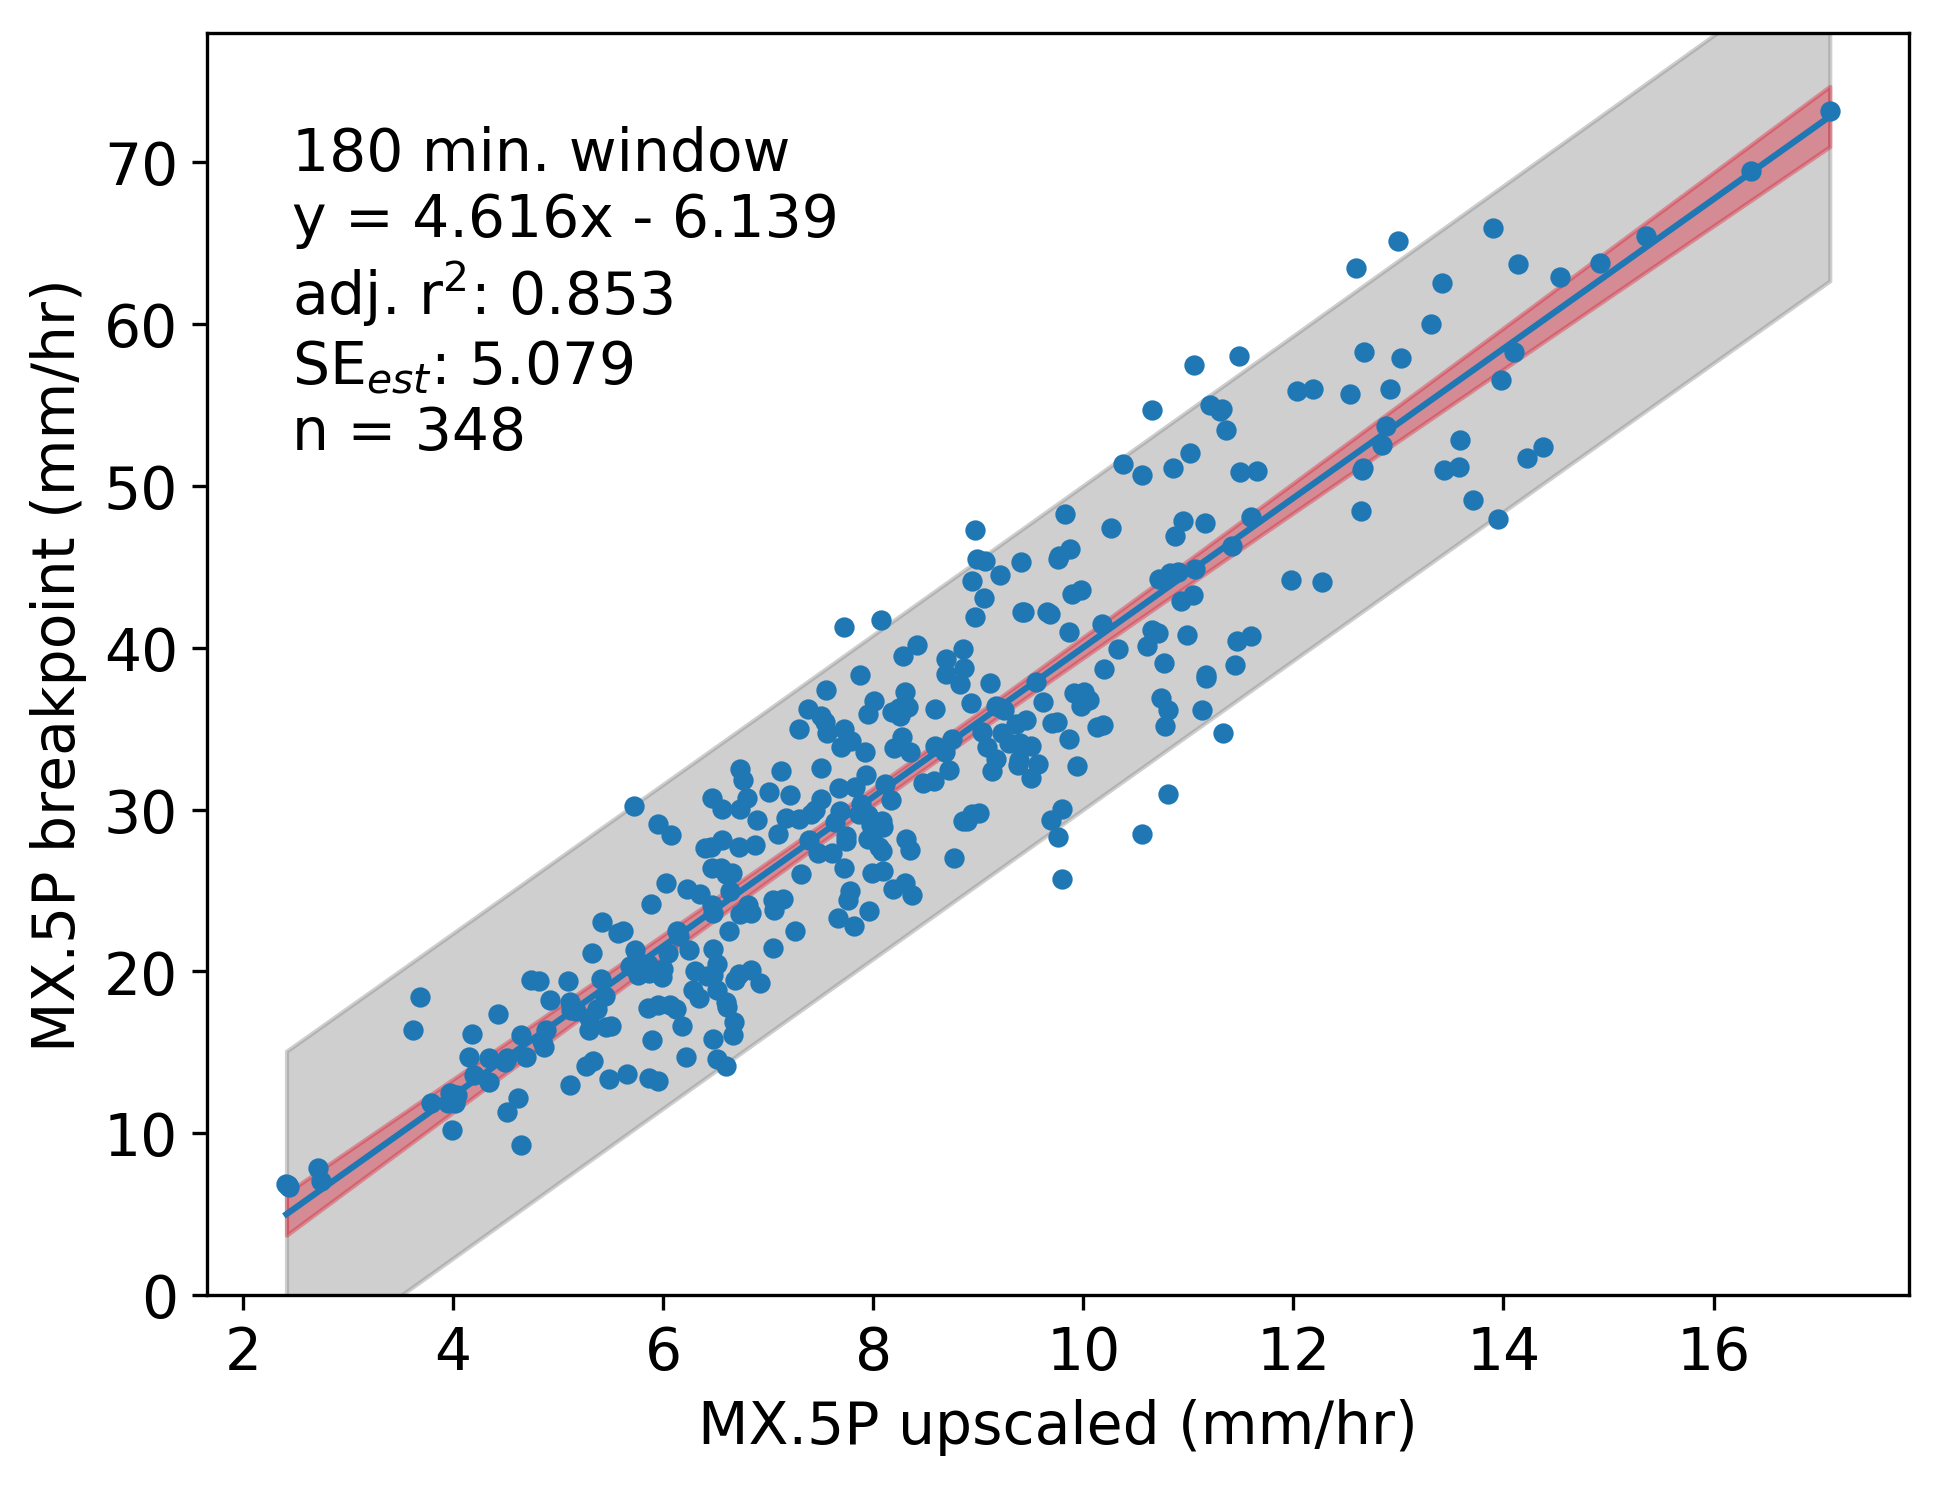 180 min. window
y = 4.616x - 6.139
adj. r²: 0.853
SEest: 5.079
n = 348
MX.5P breakpoint (mm/hr)
70
60
50
40
30
20
10
0
2 4 6 8 10 12 14 16
MX.5P upscaled (mm/hr)